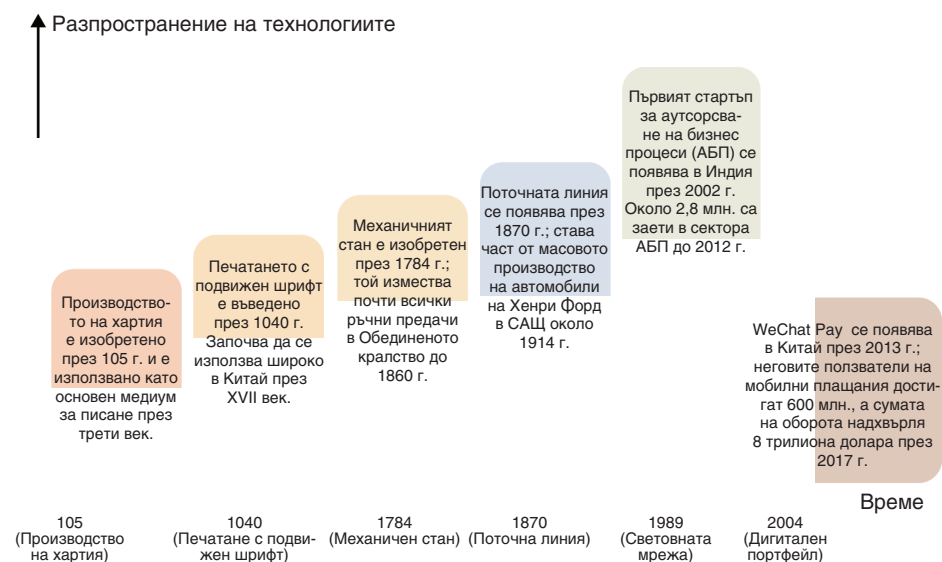 Разпространение на технологиите
Производство-
то на хартия
е изобретено
през 105 г. и е
използвано като
основен медиум
за писане през
трети век.
Печатането с
подвижен шрифт
е въведено
през 1040 г.
Започва да се
използва широко
в Китай през
XVII век.
Механичният
стан е изобретен
през 1784 г.;
той измества
почти всички
ръчни предачи
в Обединеното
кралство до
1860 г.
Поточната линия
се появява през
1870 г.; става
част от масовото
производство
на автомобили
на Хенри Форд
в САЩ около
1914 г.
Първият стартъп
за аутсорсва-
не на бизнес
процеси (АБП) се
появява в Индия
през 2002 г.
Около 2,8 млн. са
заети в сектора
АБП до 2012 г.
WeChat Pay се появява
в Китай през 2013 г.;
неговите ползватели на
мобилни плащания дости-
гат 600 млн., а сумата
на оборота надхвърля
8 трилиона долара през
2017 г.
Време
105
(Производство
на хартия)
1040
(Печатане с подви-
жен шрифт)
1784
(Механичен стан)
1870
(Поточна линия)
1989
(Световната
мрежа)
2004
(Дигитален
портфейл)